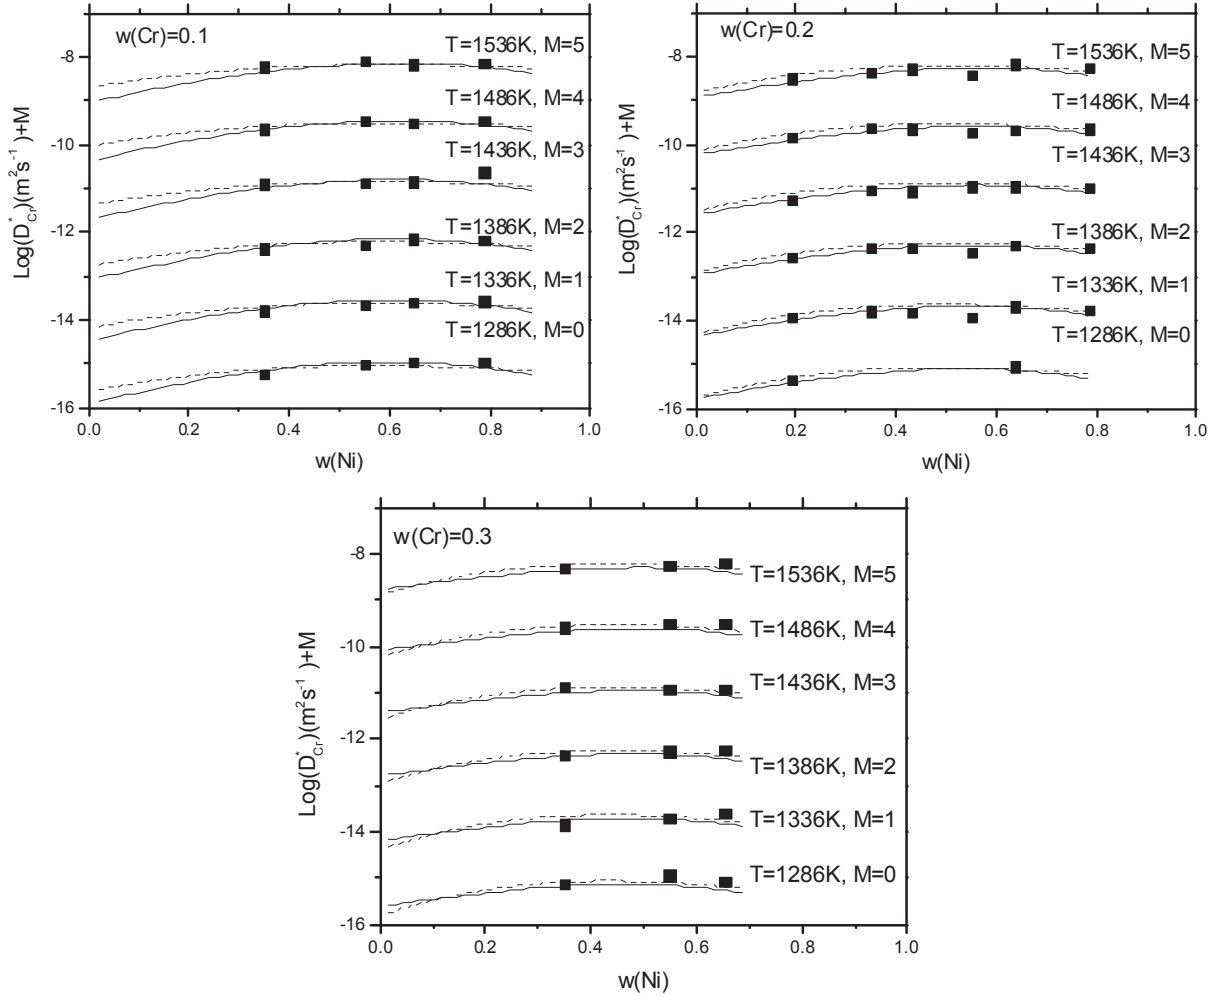 w(Cr)=0.1
T=1536K, M=5
T=1486K, M=4
T=1436K, M=3
T=1386K, M=2
T=1336K, M=1
T=1286K, M=0
-8
-10
-12
-14
-16
0.0 0.2 0.4 0.6 0.8 1.0
w(Ni)
Log(D*Cr)(m²s⁻¹ )+M
w(Cr)=0.2
T=1536K, M=5
T=1486K, M=4
T=1436K, M=3
T=1386K, M=2
T=1336K, M=1
T=1286K, M=0
-8
-10
-12
-14
-16
0.0 0.2 0.4 0.6 0.8 1.0
w(Ni)
Log(D*Cr)(m²s⁻¹ )+M
w(Cr)=0.3
T=1536K, M=5
T=1486K, M=4
T=1436K, M=3
T=1386K, M=2
T=1336K, M=1
T=1286K, M=0
-8
-10
-12
-14
-16
0.0 0.2 0.4 0.6 0.8 1.0
w(Ni)
Log(D*Cr)(m²s⁻¹ )+M